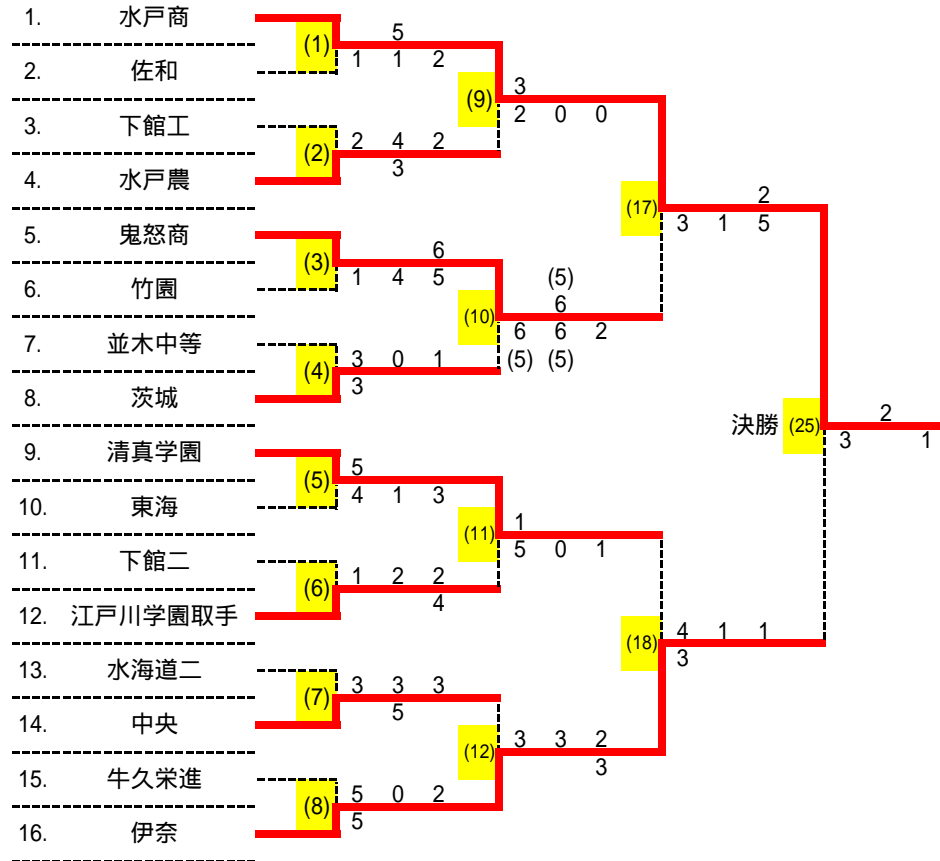 1. 水戸商
(1)
5
1 1 2
2. 佐和
(9)
3
2 0 0
3. 下館工
(2)
2 4 2
3
4. 水戸農
(17)
2
3 1 5
5. 鬼怒商
(3)
6
1 4 5
6. 竹園
(10)
(5)
6
6 6 2
(5) (5)
7. 並木中等
(4)
3 0 1
3
8. 茨城
決勝 (25)
2
3 1
9. 清真学園
(5)
5
4 1 3
10. 東海
(11)
1
5 0 1
11. 下館二
(6)
1 2 2
4
12. 江戸川学園取手
(18)
4 1 1
3
13. 水海道二
(7)
3 3 3
5
14. 中央
(12)
3 3 2
3
15. 牛久栄進
(8)
5 0 2
5
16. 伊奈